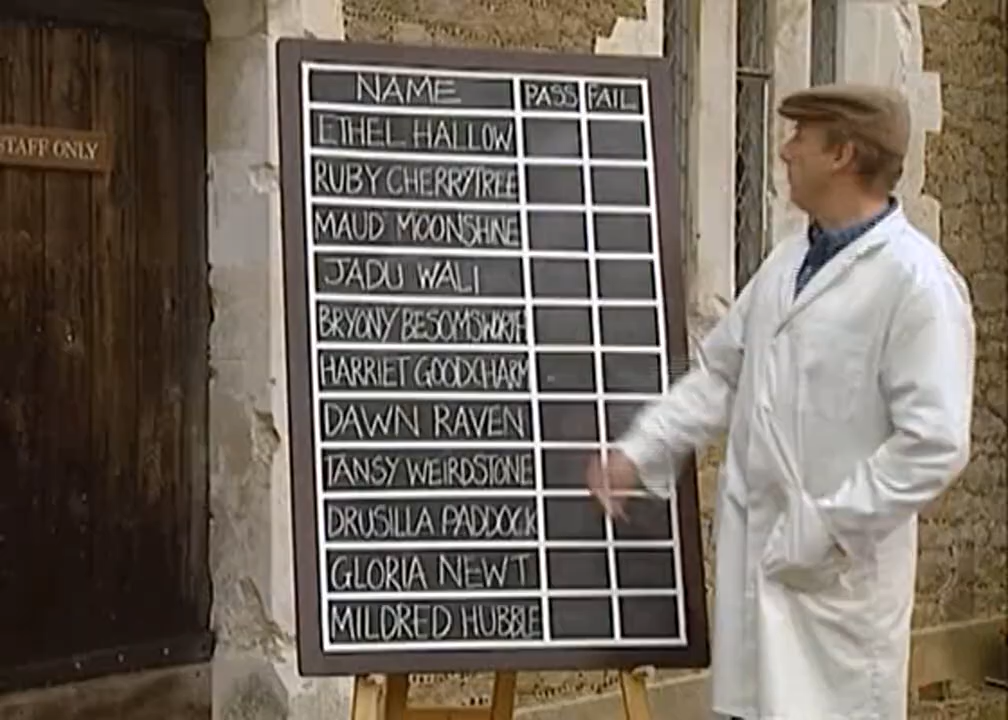 STAFF ONLY
NAME PASS FAIL
ETHEL HALLOW
RUBY CHERRYTREE
MAUD MOONSHINE
JADU WALI
BRYONY BESOMSWORTH
HARRIET GOODCHARM
DAWN RAVEN
TANSY WEIRDSTONE
DRUSILLA PADDOCK
GLORIA NEWT
MILDRED HUBBLE